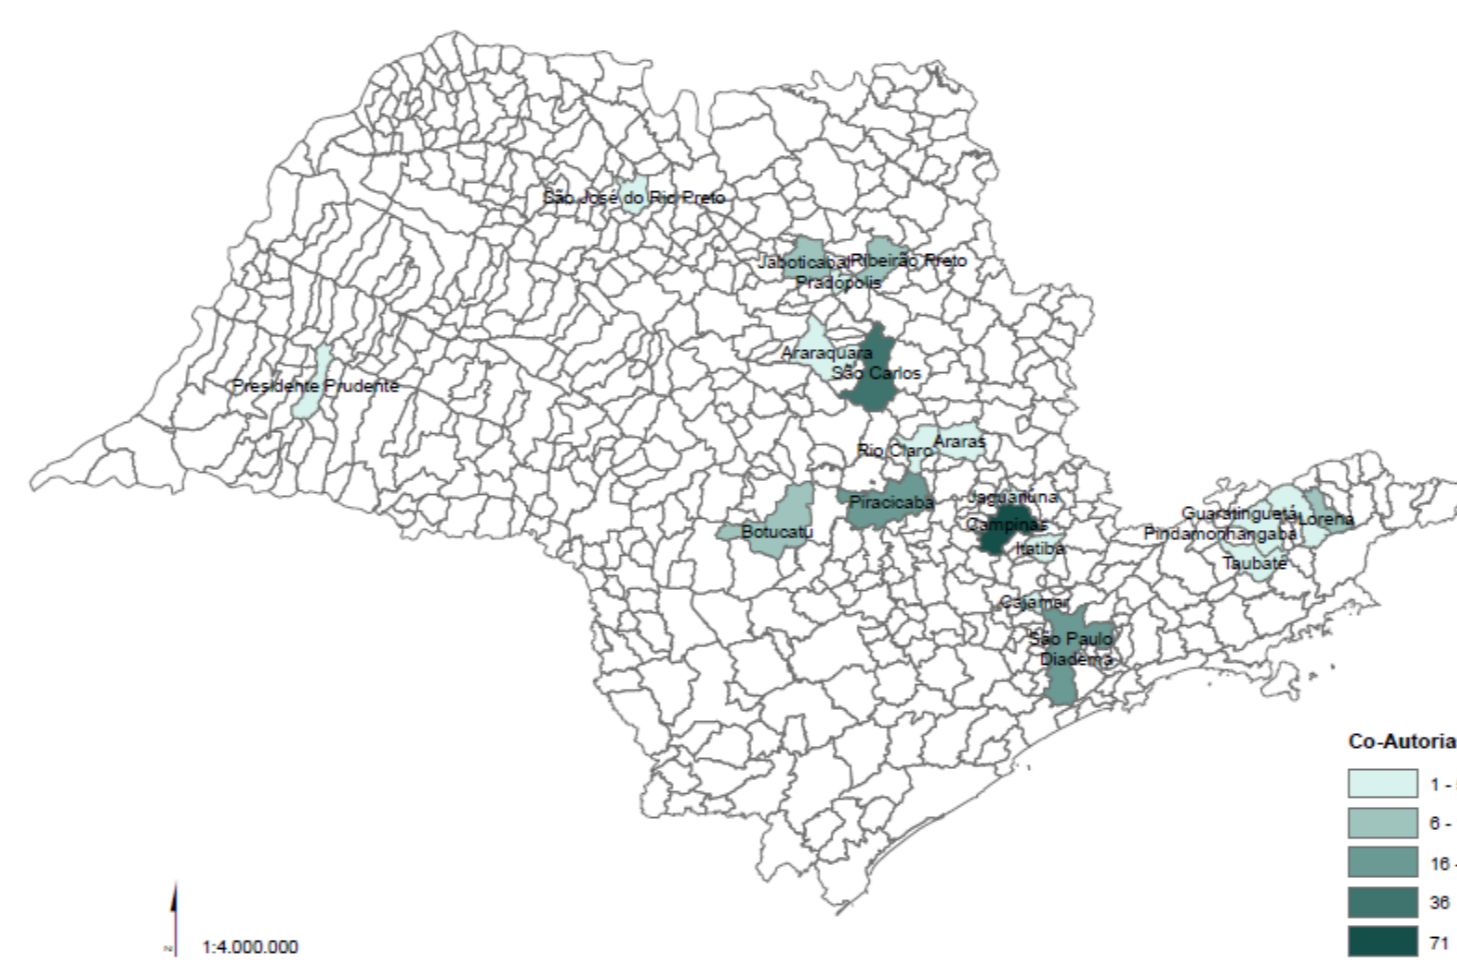 São José do Rio Preto
Jaboticabal
Ribeirão Preto
Pradópolis
Araraquara
São Carlos
Presidente Prudente
Rio Claro
Araras
Piracicaba
Jaguariúna
Campinas
Itatiba
Botucatu
Guaratinguetá
Lorena
Pindamonhangaba
Taubaté
Cajamar
São Paulo
Diadema
Co-Autoria
1 -
6 -
16 -
36
71
N
1:4.000.000